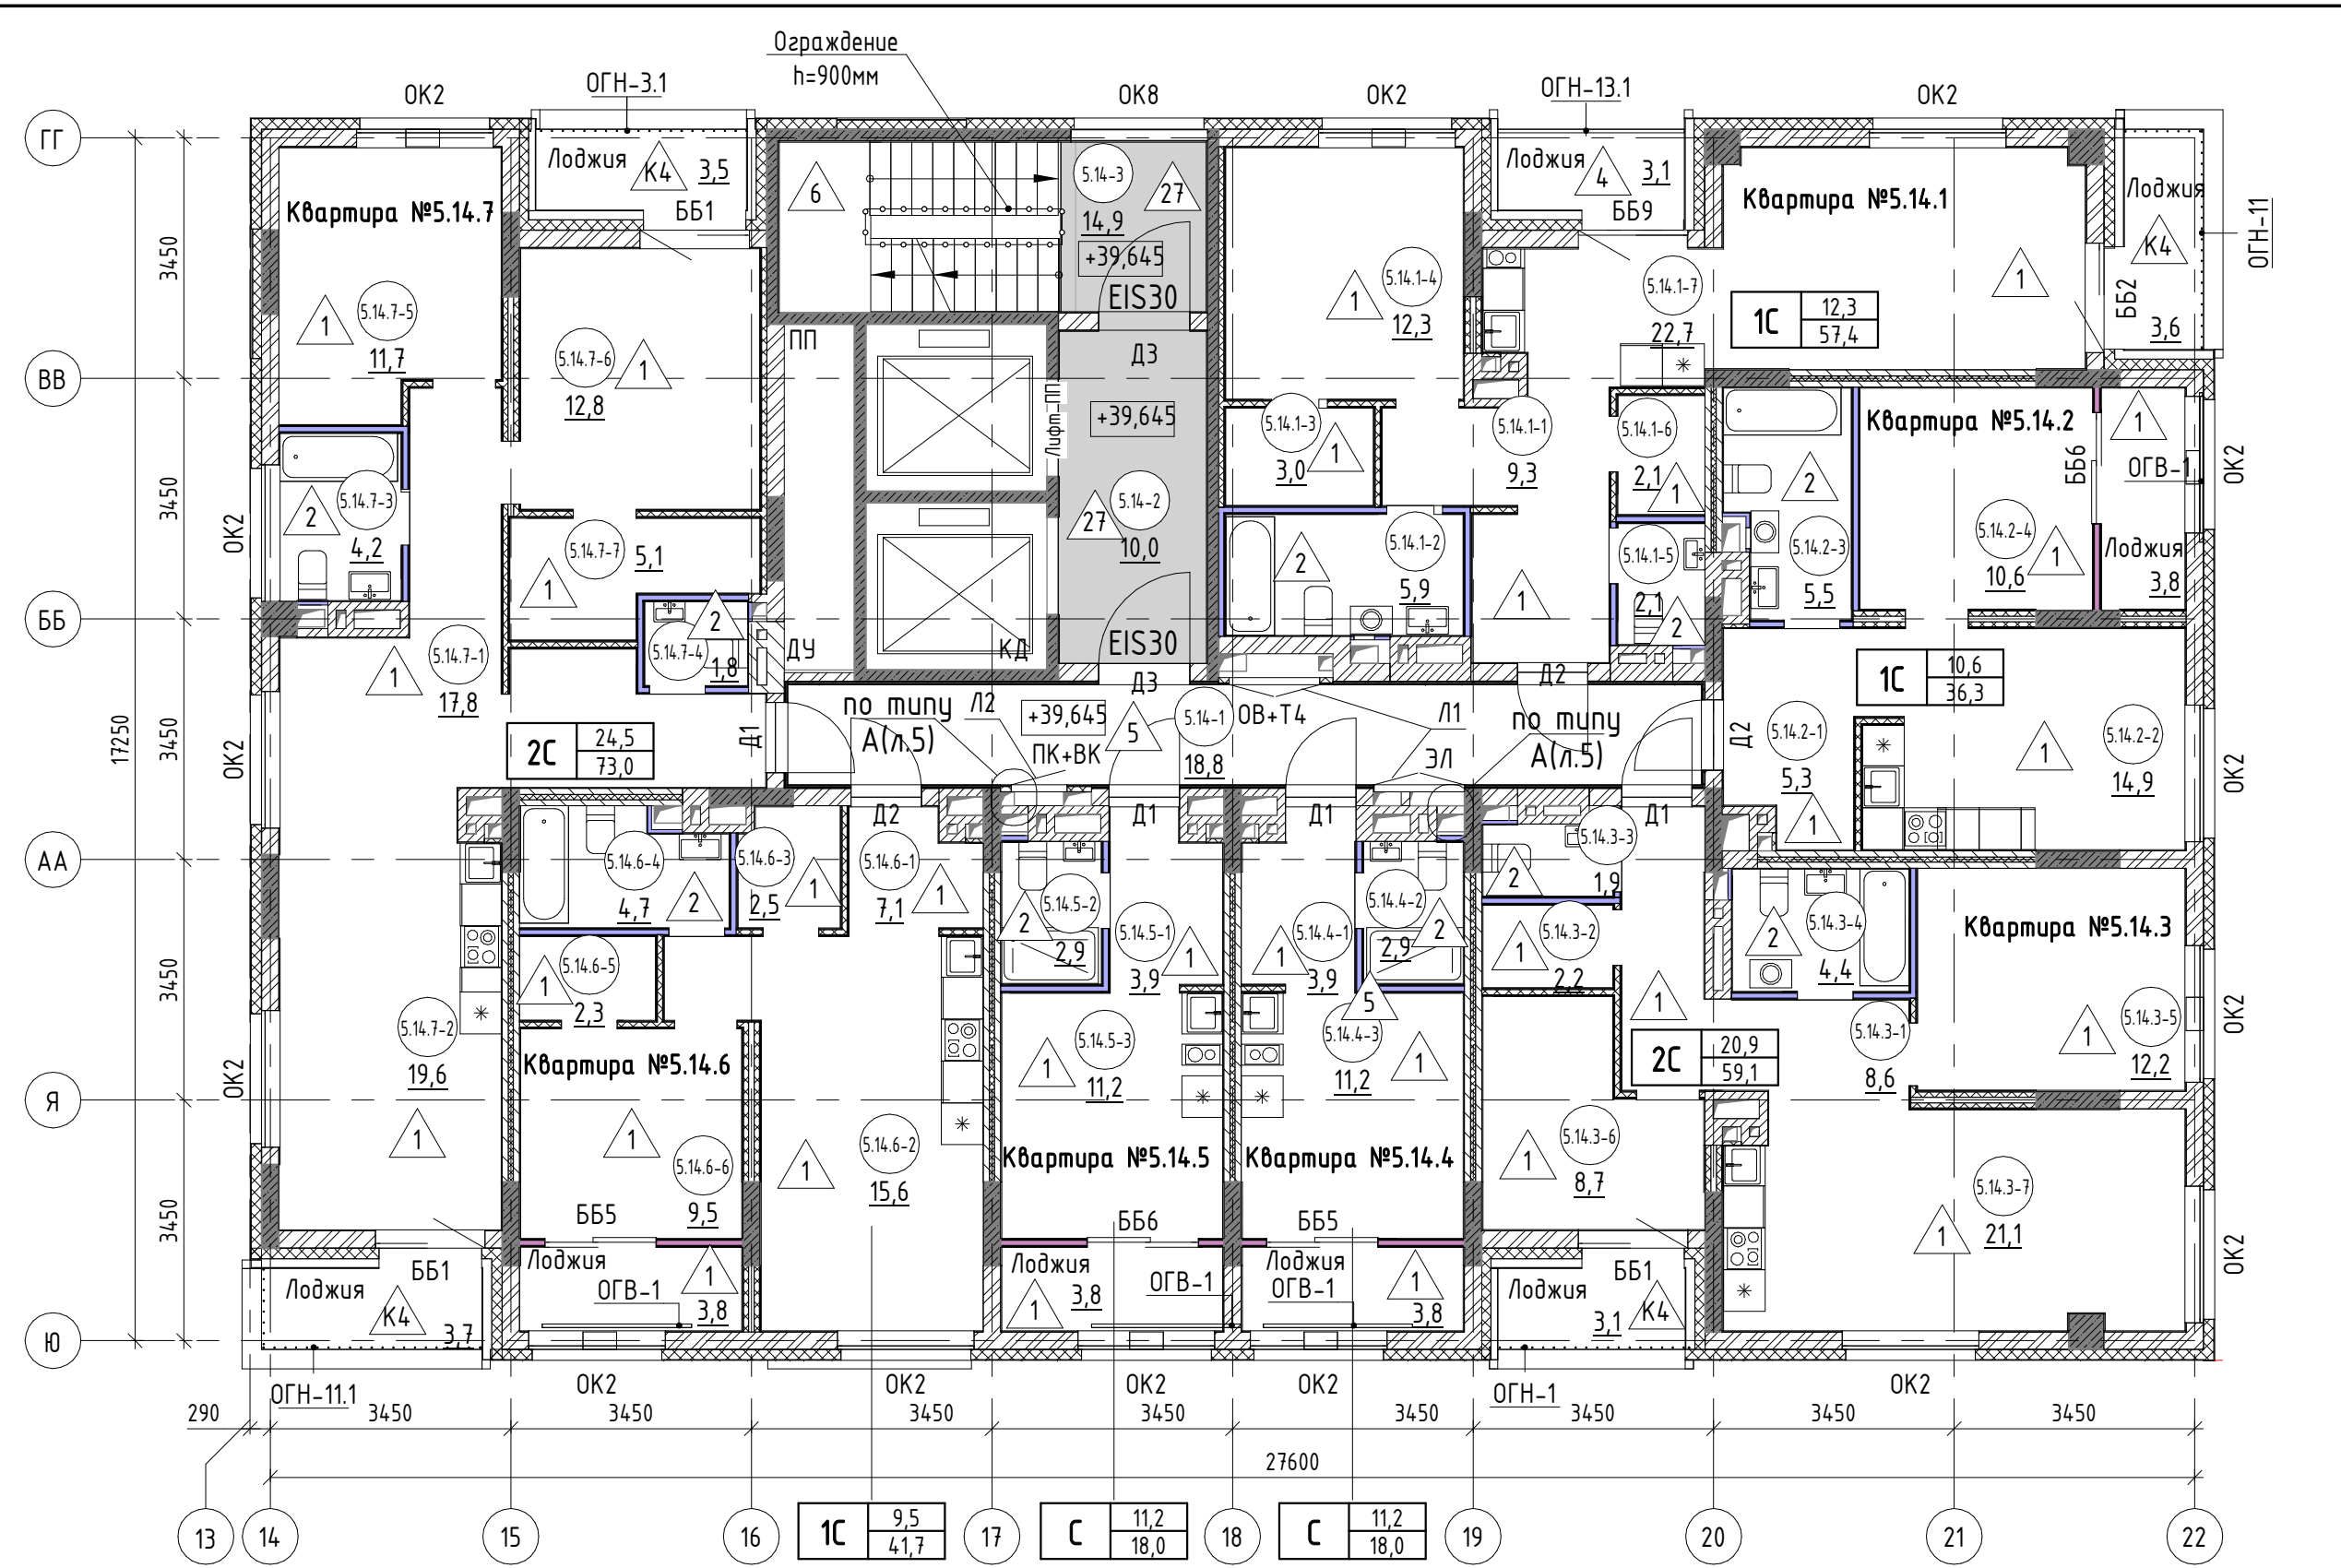 Ограждение
h=900мм
ОК2
ОГН-3.1
ОК8
ОК2
ОГН-13.1
ОК2
ГГ
Лоджия
К4
3,5
ББ1
6
5.14-3
27
14,9
+39,645
EIS30
Лоджия
4
3,1
ББ9
Квартира №5.14.1
Лоджия
К4
ОГН-11
ББ2
3,6
Квартира №5.14.7
3450
1
5.14.7-5
11,7
5.14.7-6
1
12,8
ПП
Д3
5.14.1-4
1
12,3
5.14.1-7
22,7
1
1С
12,3
57,4
ВВ
Лифт ПП
+39,645
5.14.1-3
1
3,0
5.14.1-1
9,3
5.14.1-6
2,1
1
Квартира №5.14.2
1
ББ6
ОГВ-1
ОК2
3450
ОК2
2
5.14.7-3
4,2
5.14.7-7
5,1
1
5.14-2
27
10,0
2
5.14.1-2
5,9
1
5.14.1-5
2,1
2
2
5.14.2-3
5,5
5.14.2-4
1
10,6
Лоджия
3,8
ББ
5.14.7-1
1
17,8
5.14.7-4
2
1,8
ДУ
КД
EIS30
Д3
Д2
1С
10,6
36,3
17250
3450
ОК2
2С
24,5
73,0
Д1
по типу
А(л.5)
Л2
+39,645
ПК+ВК
5
5.14-1
18,8
ОВ+Т4
Л1
ЭЛ
по типу
А(л.5)
Д2
5.14.2-1
5,3
1
1
5.14.2-2
14,9
ОК2
АА
5.14.6-4
4,7
2
5.14.6-3
2,5
1
Д2
5.14.6-1
7,1
1
Д1
5.14.5-2
2
2,9
5.14.5-1
3,9
1
Д1
5.14.4-1
3,9
1
5.14.4-2
2,9
2
5
5.14.3-3
2
1,9
Д1
5.14.3-2
1
2,2
1
2
5.14.3-4
4,4
Квартира №5.14.3
3450
ОК2
5.14.7-2
19,6
1
5.14.6-5
1
2,3
Квартира №5.14.6
5.14.5-3
1
11,2
5.14.4-3
11,2
1
2С
20,9
59,1
5.14.3-1
8,6
1
5.14.3-5
12,2
ОК2
Я
3450
1
5.14.6-6
9,5
ББ5
5.14.6-2
1
15,6
Квартира №5.14.5
ББ6
Квартира №5.14.4
ББ5
5.14.3-6
1
8,7
5.14.3-7
1
21,1
ОК2
Ю
Лоджия
К4
ББ1
3,7
Лоджия
ОГВ-1
1
3,8
Лоджия
1
3,8
ОГВ-1
Лоджия
ОГВ-1
1
3,8
Лоджия
ББ1
К4
3,1
ОГН-11.1
ОК2
ОК2
ОК2
ОК2
ОГН-1
ОК2
290
3450
3450
3450
3450
3450
3450
3450
3450
27600
13
14
15
16
1С
9,5
41,7
17
С
11,2
18,0
18
С
11,2
18,0
19
20
21
22